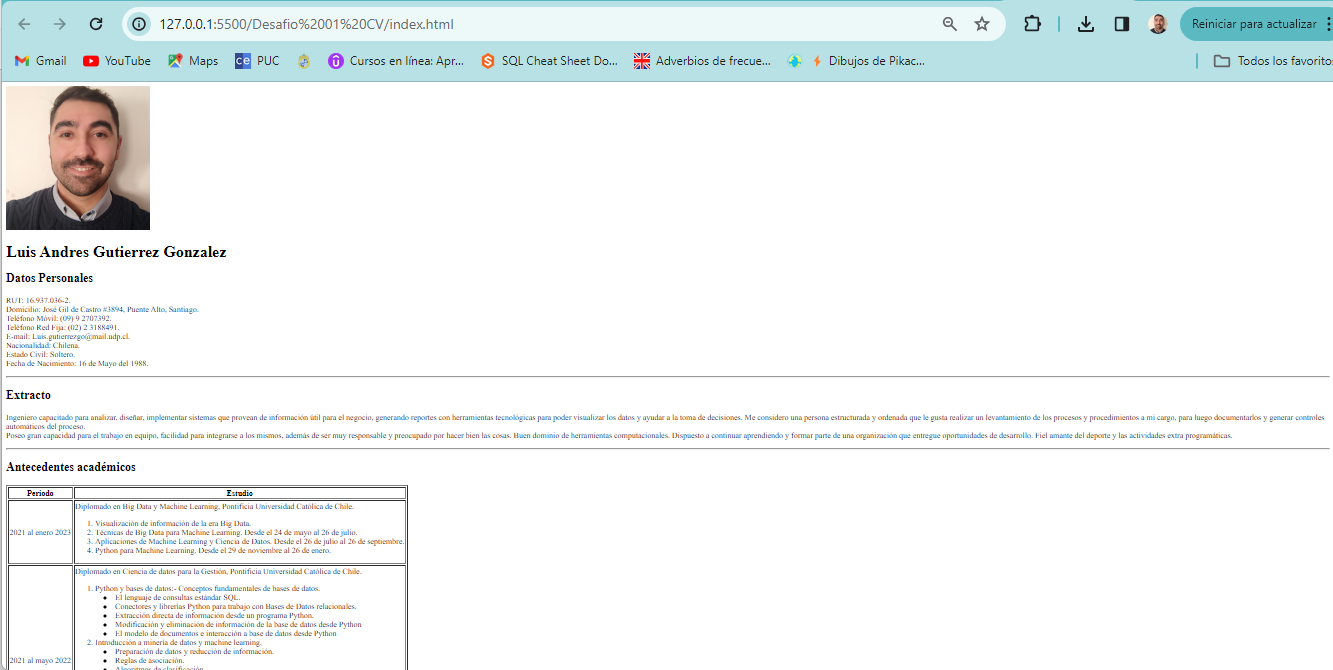 127.0.0.1:5500/Desafio%2001%20CV/index.html
Reiniciar para actualizar
Gmail
YouTube
Maps
PUC
Cursos en línea: Apr...
SQL Cheat Sheet Do...
Adverbios de frecue...
Dibujos de Pikac...
Todos los favorito
Luis Andres Gutierrez Gonzalez
Datos Personales
RUT: 16.937.036-2.
Domicilio: José Gil de Castro #3894, Puente Alto, Santiago.
Teléfono Móvil: (09) 9 2707392.
Teléfono Red Fija: (02) 2 3188491.
E-mail: Luis.gutierrezgo@mail.udp.cl.
Nacionalidad: Chilena.
Estado Civil: Soltero.
Fecha de Nacimiento: 16 de Mayo del 1988.
Extracto
Ingeniero capacitado para analizar, diseñar, implementar sistemas que provean de información útil para el negocio, generando reportes con herramientas tecnológicas para poder visualizar los datos y ayudar a la toma de decisiones. Me considero una persona estructurada y ordenada que le gusta realizar un levantamiento de los procesos y procedimientos a mi cargo, para luego documentarlos y generar controles
automáticos del proceso.
Poseo gran capacidad para el trabajo en equipo, facilidad para integrarse a los mismos, además de ser muy responsable y preocupado por hacer bien las cosas. Buen dominio de herramientas computacionales. Dispuesto a continuar aprendiendo y formar parte de una organización que entregue oportunidades de desarrollo. Fiel amante del deporte y las actividades extra programáticas.
Antecedentes académicos
Periodo Estudio
Diplomado en Big Data y Machine Learning, Pontificia Universidad Católica de Chile.
1. Visualización de información de la era Big Data.
2021 al enero 2023
2. Técnicas de Big Data para Machine Learning. Desde el 24 de mayo al 26 de julio.
3. Aplicaciones de Machine Learning y Ciencia de Datos. Desde el 26 de julio al 26 de septiembre.
4. Python para Machine Learning. Desde el 29 de noviembre al 26 de enero.
Diplomado en Ciencia de datos para la Gestión, Pontificia Universidad Católica de Chile.
1. Python y bases de datos:- Conceptos fundamentales de bases de datos.
• El lenguaje de consultas estándar SQL.
• Conectores y librerías Python para trabajo con Bases de Datos relacionales.
• Extracción directa de información desde un programa Python.
• Modificación y eliminación de información de la base de datos desde Python
• El modelo de documentos e interacción a base de datos desde Python
2. Introducción a minería de datos y machine learning.
• Preparación de datos y reducción de información.
2021 al mayo 2022
• Reglas de asociación.
• Algoritmos de clasificación